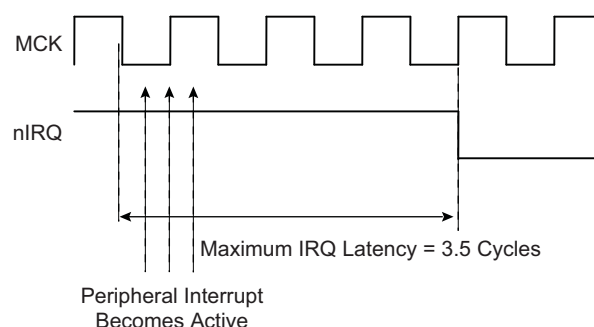 MCK
nIRQ
Maximum IRQ Latency = 3.5 Cycles
Peripheral Interrupt
Becomes Active